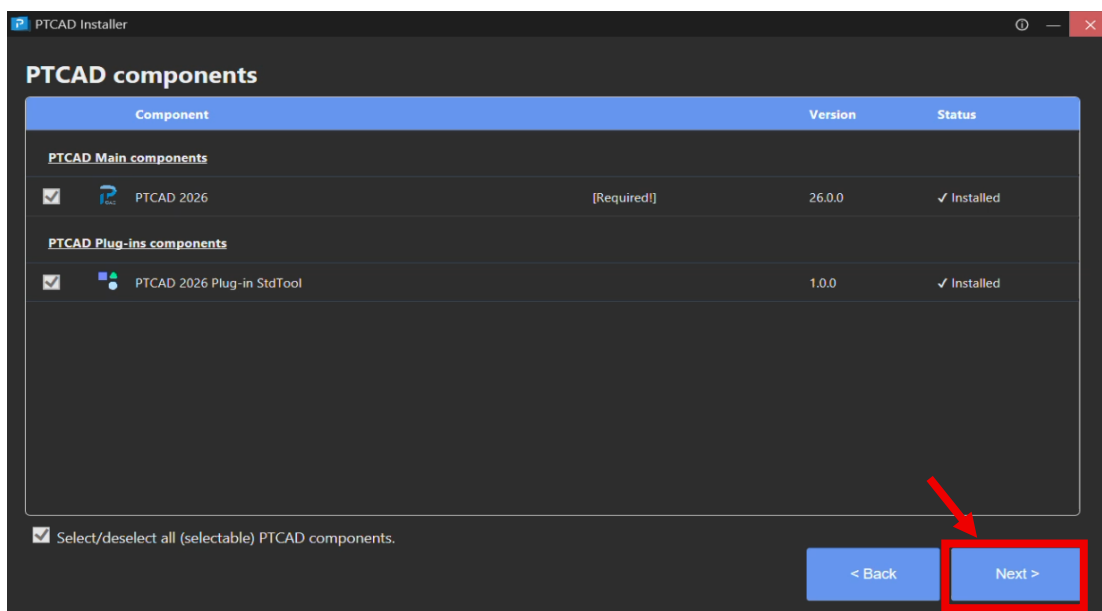 PTCAD Installer
PTCAD components
Component Version Status
PTCAD Main components
PTCAD 2026 [Required!] 26.0.0 ✓ Installed
PTCAD Plug-ins components
PTCAD 2026 Plug-in StdTool 1.0.0 ✓ Installed
Select/deselect all (selectable) PTCAD components.
< Back Next >